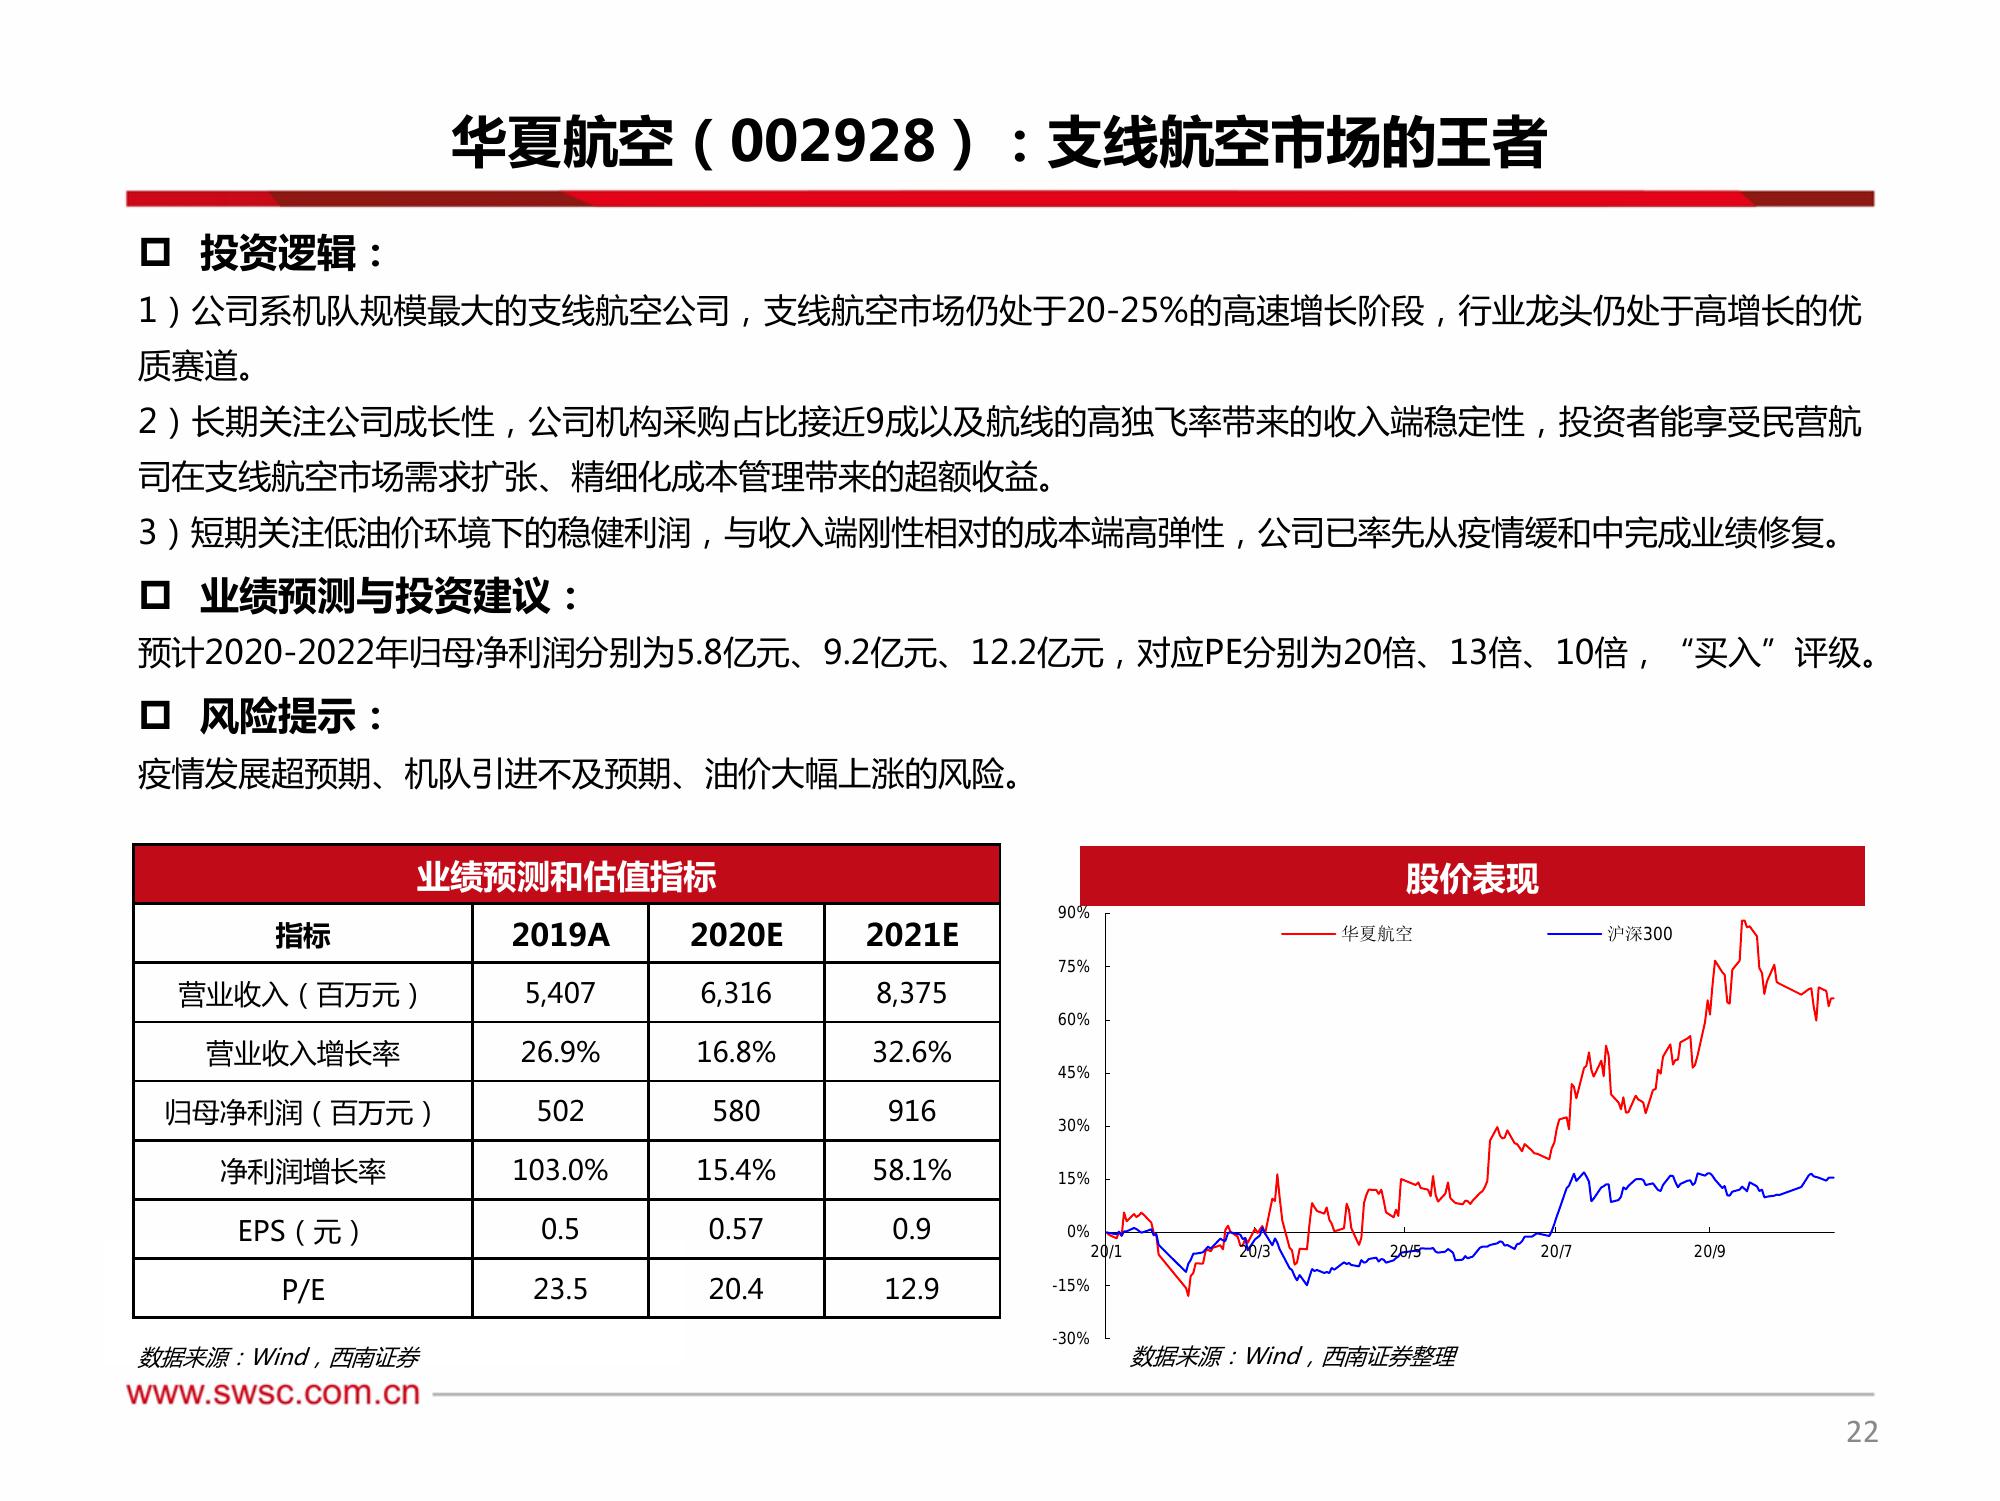 华夏航空（002928）：支线航空市场的王者
投资逻辑：
1）公司系机队规模最大的支线航空公司，支线航空市场仍处于20-25%的高速增长阶段，行业龙头仍处于高增长的优
质赛道。
2）长期关注公司成长性，公司机构采购占比接近9成以及航线的高独飞率带来的收入端稳定性，投资者能享受民营航
司在支线航空市场需求扩张、精细化成本管理带来的超额收益。
3）短期关注低油价环境下的稳健利润，与收入端刚性相对的成本端高弹性，公司已率先从疫情缓和中完成业绩修复。
业绩预测与投资建议：
预计2020-2022年归母净利润分别为5.8亿元、9.2亿元、12.2亿元，对应PE分别为20倍、13倍、10倍，“买入”评级。
风险提示：
疫情发展超预期、机队引进不及预期、油价大幅上涨的风险。
业绩预测和估值指标
指标 2019A 2020E 2021E
营业收入（百万元） 5,407 6,316 8,375
营业收入增长率 26.9% 16.8% 32.6%
归母净利润（百万元） 502 580 916
净利润增长率 103.0% 15.4% 58.1%
EPS（元） 0.5 0.57 0.9
P/E 23.5 20.4 12.9
数据来源：Wind，西南证券
股价表现
华夏航空 沪深300
90%
75%
60%
45%
30%
15%
0%
-15%
-30%
20/1 20/3 20/5 20/7 20/9
数据来源：Wind，西南证券整理
www.swsc.com.cn
22